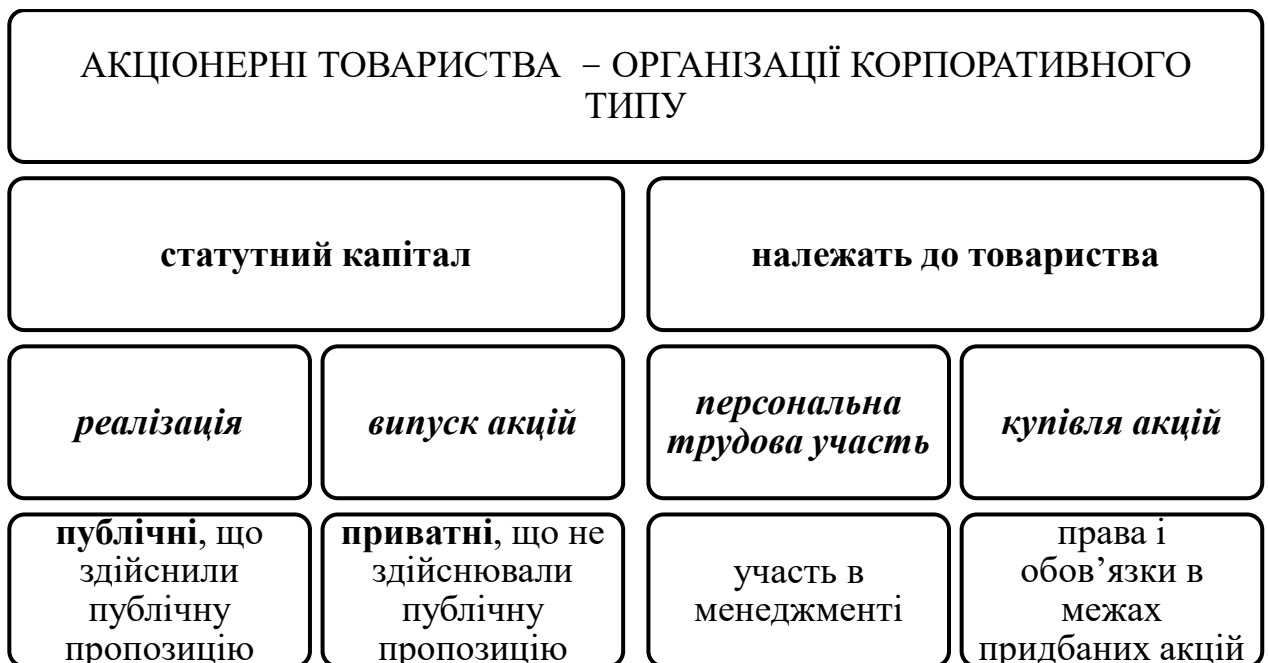 АКЦІОНЕРНІ ТОВАРИСТВА – ОРГАНІЗАЦІЇ КОРПОРАТИВНОГО
ТИПУ
статутний капітал
належать до товариства
реалізація
випуск акцій
персональна
трудова участь
купівля акцій
публічні, що
здійснили
публічну
пропозицію
приватні, що не
здійснювали
публічну
пропозицію
участь в
менеджменті
права і
обов’язки в
межах
придбаних акцій